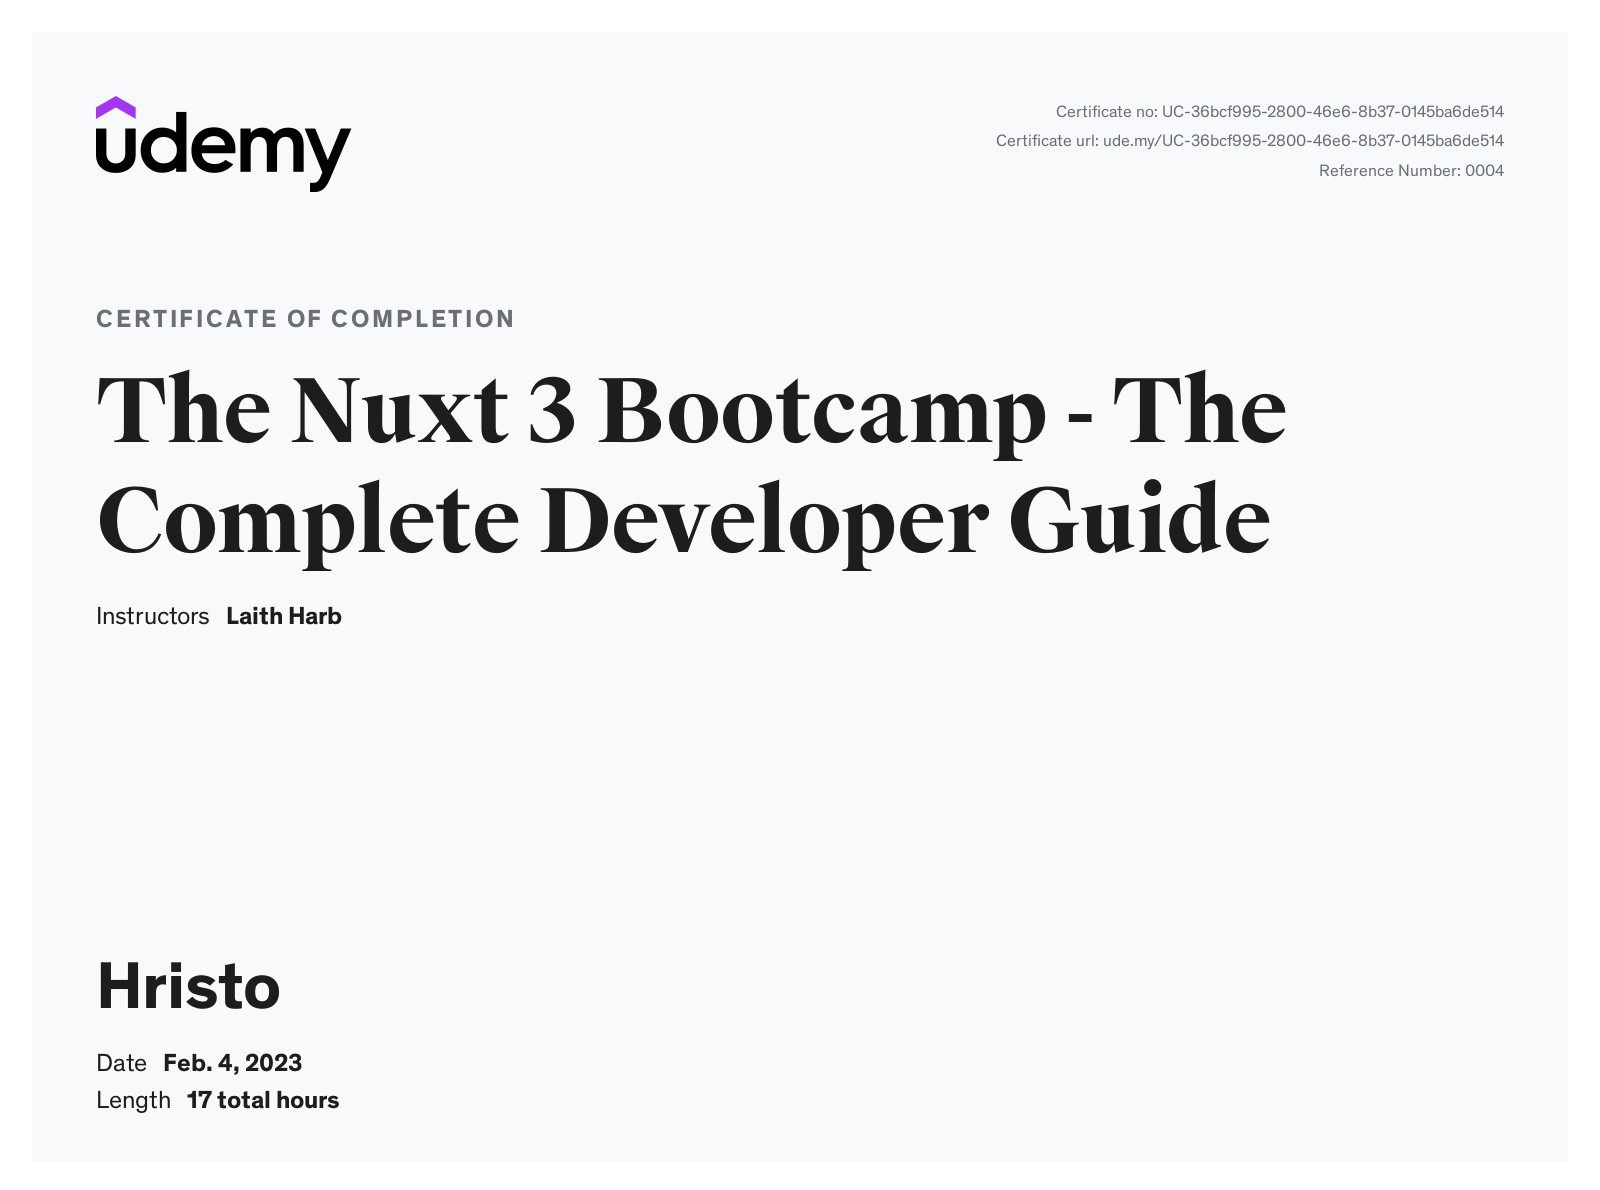 udemy
Certificate no: UC-36bcf995-2800-46e6-8b37-0145ba6de514
Certificate url: ude.my/UC-36bcf995-2800-46e6-8b37-0145ba6de514
Reference Number: 0004
CERTIFICATE OF COMPLETION
The Nuxt 3 Bootcamp - The
Complete Developer Guide
Instructors Laith Harb
Hristo
Date Feb. 4, 2023
Length 17 total hours